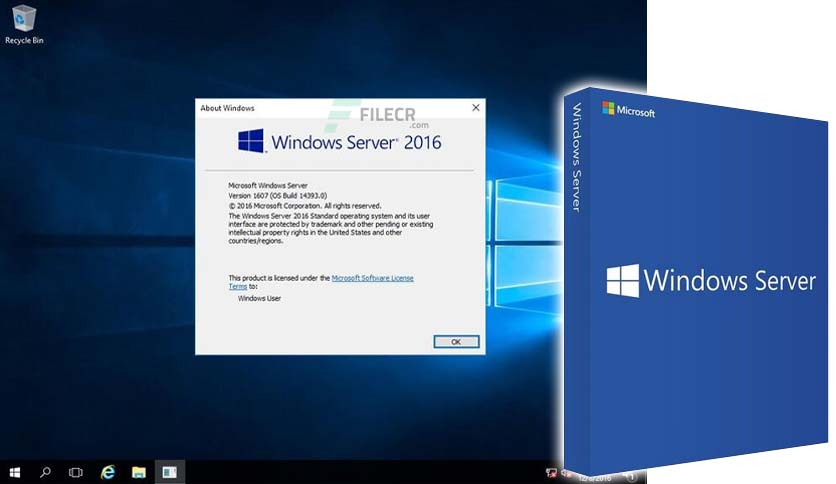 Recycle Bin
About Windows
FILECR
.com
Windows Server® 2016
Microsoft Windows Server
Version 1607 (OS Build 14393.0)
© 2016 Microsoft Corporation. All rights reserved.
The Windows Server 2016 Standard operating system and its user
interface are protected by trademark and other pending or existing
intellectual property rights in the United States and other
countries/regions.
This product is licensed under the Microsoft Software License
Terms to:
Windows User
OK
Windows Server
Microsoft
Windows Server